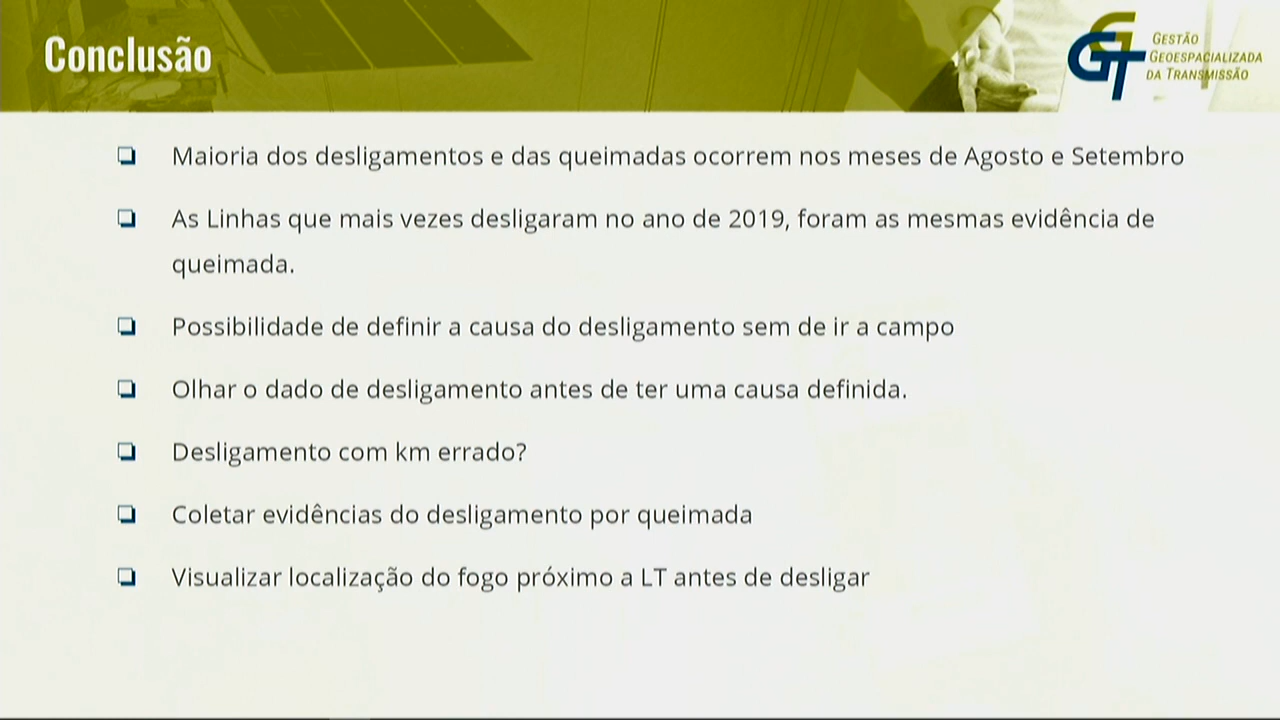 Conclusão
GESTÃO
GEOESPACIALIZADA
DA TRANSMISSÃO
GGT
Maioria dos desligamentos e das queimadas ocorrem nos meses de Agosto e Setembro
As Linhas que mais vezes desligaram no ano de 2019, foram as mesmas evidência de
queimada.
Possibilidade de definir a causa do desligamento sem de ir a campo
Olhar o dado de desligamento antes de ter uma causa definida.
Desligamento com km errado?
Coletar evidências do desligamento por queimada
Visualizar localização do fogo próximo a LT antes de desligar